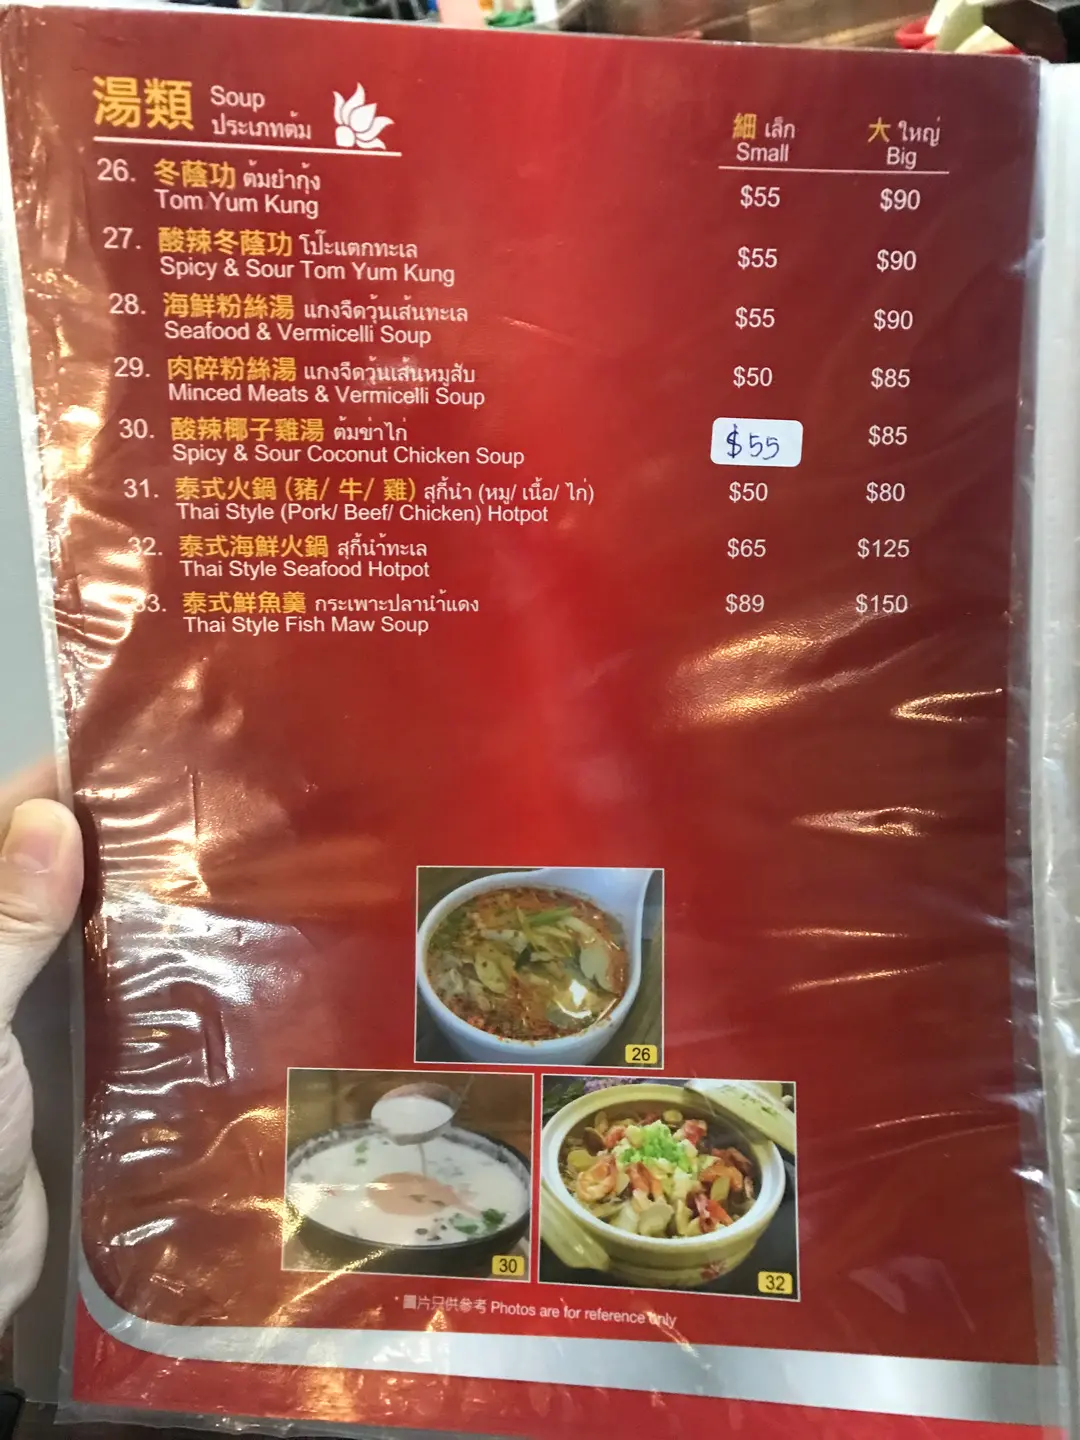 湯類 Soup
ประเภทต้ม
細 เล็ก 大 ใหญ่
Small Big
26. 冬蔭功 ต้มยำกุ้ง
Tom Yum Kung $55 $90
27. 酸辣冬蔭功 โป๊ะแตกทะเล
Spicy & Sour Tom Yum Kung $55 $90
28. 海鮮粉絲湯 แกงจืดวุ้นเส้นทะเล
Seafood & Vermicelli Soup $55 $90
29. 肉碎粉絲湯 แกงจืดวุ้นเส้นหมูสับ
Minced Meats & Vermicelli Soup $50 $85
30. 酸辣椰子雞湯 ต้มข่าไก่
Spicy & Sour Coconut Chicken Soup $55 $85
31. 泰式火鍋 (豬/ 牛/ 雞) สุกี้น้ำ (หมู/ เนื้อ/ ไก่)
Thai Style (Pork/ Beef/ Chicken) Hotpot $50 $80
32. 泰式海鮮火鍋 สุกี้น้ำทะเล
Thai Style Seafood Hotpot $65 $125
33. 泰式鮮魚羹 กระเพาะปลาน้ำแดง
Thai Style Fish Maw Soup $89 $150
26
30
32
* 圖片只供參考 Photos are for reference only